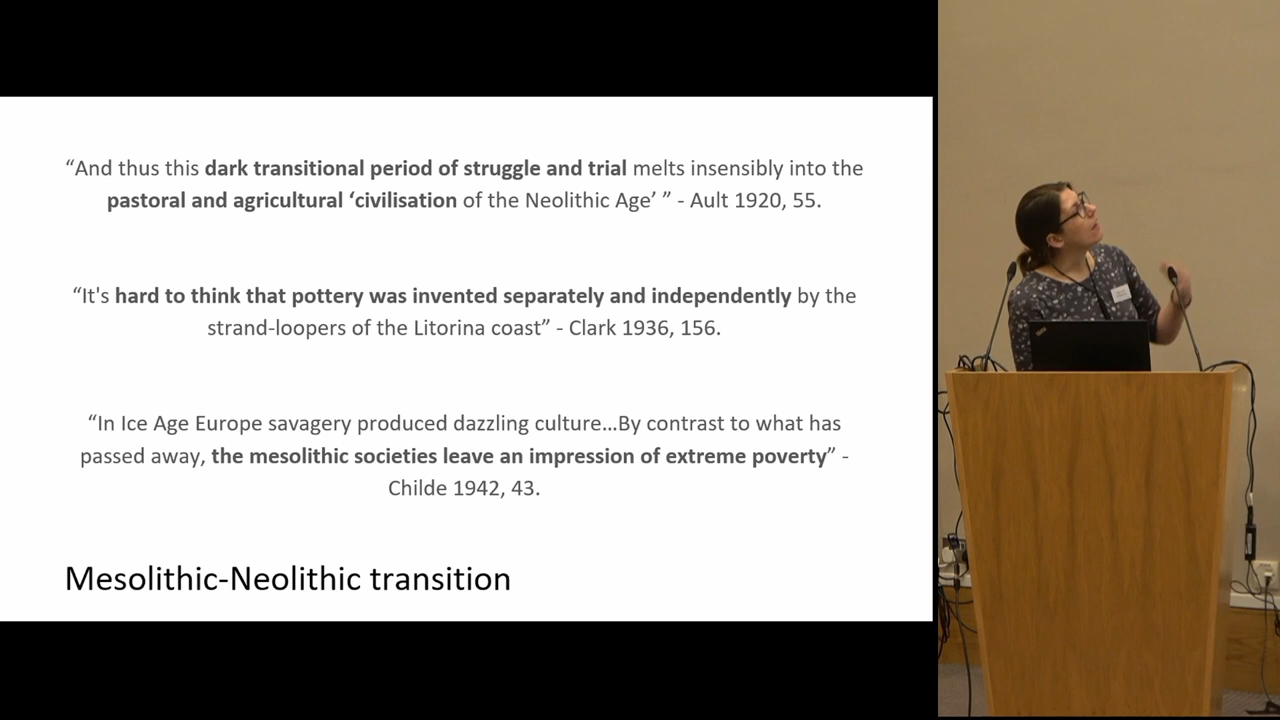 “And thus this dark transitional period of struggle and trial melts insensibly into the
pastoral and agricultural ‘civilisation of the Neolithic Age’ ” - Ault 1920, 55.
“It's hard to think that pottery was invented separately and independently by the
strand-loopers of the Litorina coast” - Clark 1936, 156.
“In Ice Age Europe savagery produced dazzling culture…By contrast to what has
passed away, the mesolithic societies leave an impression of extreme poverty” -
Childe 1942, 43.
Mesolithic-Neolithic transition